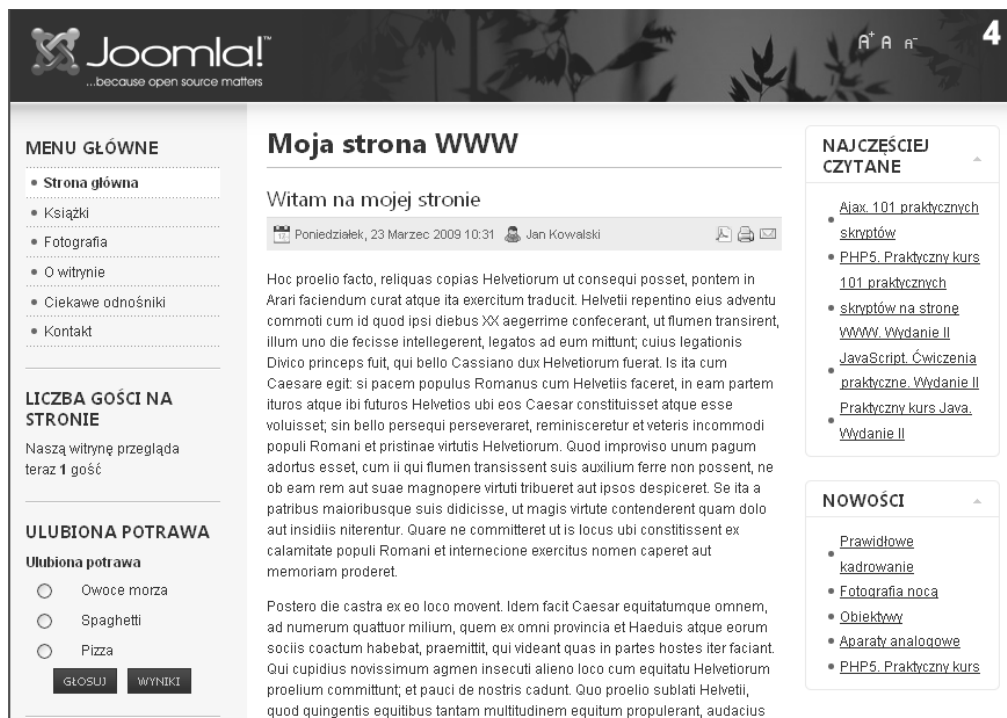 Joomla!™
...because open source matters
A+ A A-
4
MENU GŁÓWNE
Strona główna
Książki
Fotografia
O witrynie
Ciekawe odnośniki
Kontakt
LICZBA GOŚCI NA
STRONIE
Naszą witrynę przegląda
teraz 1 gość
ULUBIONA POTRAWA
Ulubiona potrawa
Owoce morza
Spaghetti
Pizza
GŁOSUJ WYNIKI
Moja strona WWW
Witam na mojej stronie
Poniedziałek, 23 Marzec 2009 10:31 Jan Kowalski
Hoc proelio facto, reliquas copias Helvetiorum ut consequi posset, pontem in
Arari faciendum curat atque ita exercitum traducit. Helvetii repentino eius adventu
commoti cum id quod ipsi diebus XX aegerrime confecerant, ut flumen transirent,
illum uno die fecisse intellegerent, legatos ad eum mittunt; cuius legationis
Divico princeps fuit, qui bello Cassiano dux Helvetiorum fuerat. Is ita cum
Caesare egit: si pacem populus Romanus cum Helvetiis faceret, in eam partem
ituros atque ibi futuros Helvetios ubi eos Caesar constituisset atque esse
voluisset; sin bello persequi perseveraret, reminisceretur et veteris incommodi
populi Romani et pristinae virtutis Helvetiorum. Quod improviso unum pagum
adortus esset, cum ii qui flumen transissent suis auxilium ferre non possent, ne
ob eam rem aut suae magnopere virtuti tribueret aut ipsos despiceret. Se ita a
patribus maioribusque suis didicisse, ut magis virtute contenderent quam dolo
aut insidiis niterentur. Quare ne committeret ut is locus ubi constitissent ex
calamitate populi Romani et internecione exercitus nomen caperet aut
memoriam proderet.
Postero die castra ex eo loco movent. Idem facit Caesar equitatumque omnem,
ad numerum quattuor milium, quem ex omni provincia et Haeduis atque eorum
sociis coactum habebat, praemittit, qui videant quas in partes hostes iter faciant.
Qui cupidius novissimum agmen insecuti alieno loco cum equitatu Helvetiorum
proelium committunt; et pauci de nostris cadunt. Quo proelio sublati Helvetii,
quod quingentis equitibus tantam multitudinem equitum propulerant, audacius
NAJCZĘŚCIEJ
CZYTANE
Ajax. 101 praktycznych
skryptów
PHP5. Praktyczny kurs
101 praktycznych
skryptów na stronę
WWW. Wydanie II
JavaScript. Ćwiczenia
praktyczne. Wydanie II
Praktyczny kurs Java.
Wydanie II
NOWOŚCI
Prawidłowe
kadrowanie
Fotografia nocą
Obiektywy
Aparaty analogowe
PHP5. Praktyczny kurs